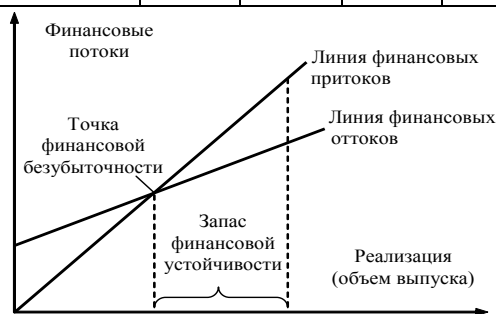 Финансовые
потоки
Линия финансовых
притоков
Точка
финансовой
безубыточности
Линия финансовых
оттоков
Запас
финансовой
устойчивости
Реализация
(объем выпуска)